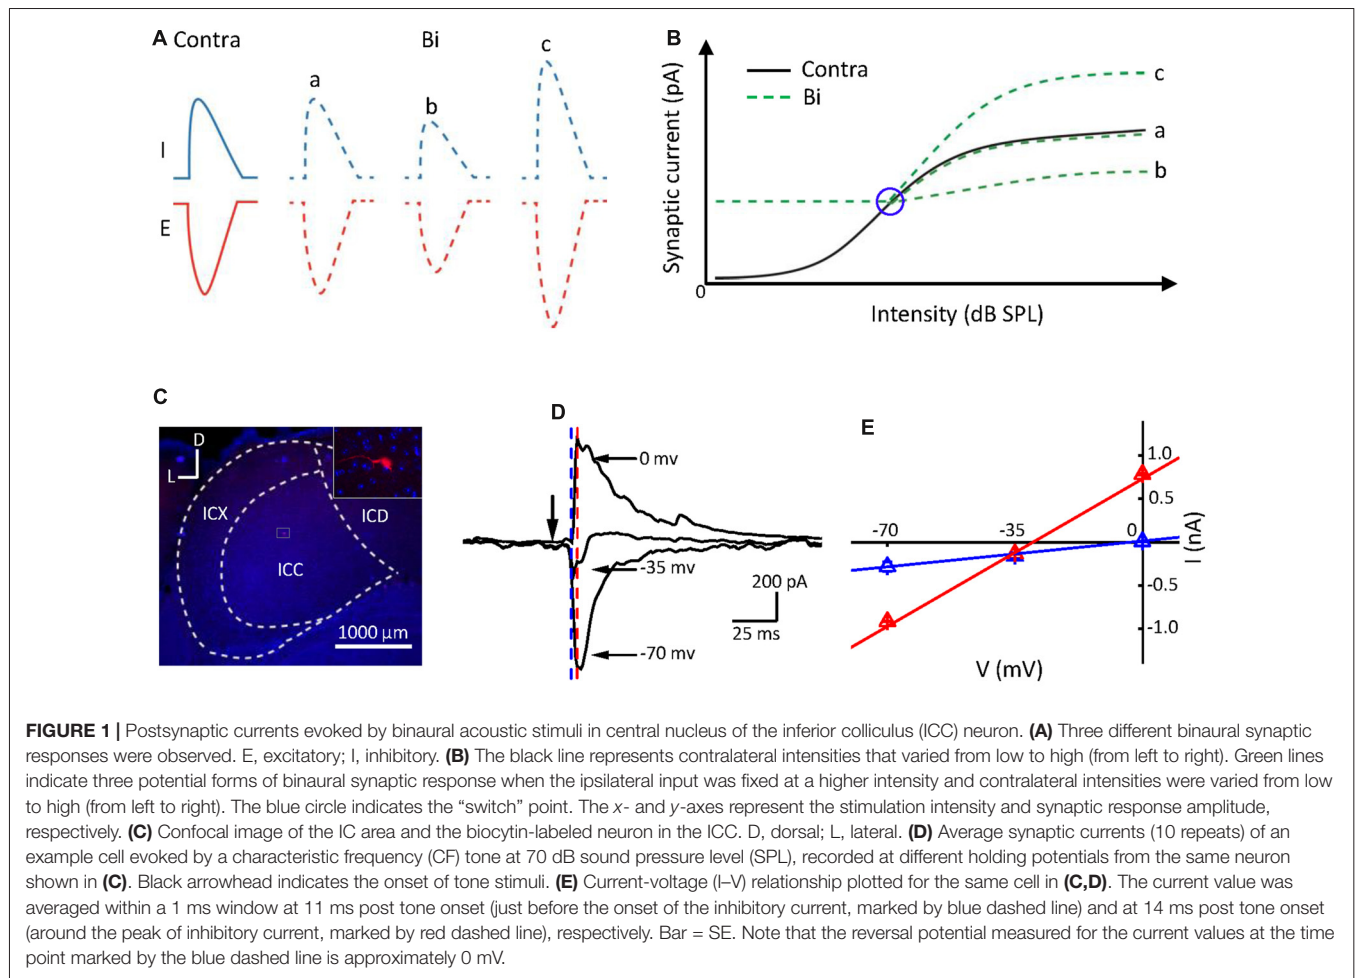 A Contra
Bi
a
b
c
I
E
B
Synaptic current (pA)
Contra
Bi
c
a
b
0
Intensity (dB SPL)
C
D
L
ICX
ICD
ICC
1000 µm
D
0 mv
-35 mv
200 pA
25 ms
-70 mv
E
1.0
0.5
-70
-35
0
-0.5
-1.0
I (nA)
V (mV)
FIGURE 1 | Postsynaptic currents evoked by binaural acoustic stimuli in central nucleus of the inferior colliculus (ICC) neuron. (A) Three different binaural synaptic
responses were observed. E, excitatory; I, inhibitory. (B) The black line represents contralateral intensities that varied from low to high (from left to right). Green lines
indicate three potential forms of binaural synaptic response when the ipsilateral input was fixed at a higher intensity and contralateral intensities were varied from low
to high (from left to right). The blue circle indicates the “switch” point. The x- and y-axes represent the stimulation intensity and synaptic response amplitude,
respectively. (C) Confocal image of the IC area and the biocytin-labeled neuron in the ICC. D, dorsal; L, lateral. (D) Average synaptic currents (10 repeats) of an
example cell evoked by a characteristic frequency (CF) tone at 70 dB sound pressure level (SPL), recorded at different holding potentials from the same neuron
shown in (C). Black arrowhead indicates the onset of tone stimuli. (E) Current-voltage (I–V) relationship plotted for the same cell in (C,D). The current value was
averaged within a 1 ms window at 11 ms post tone onset (just before the onset of the inhibitory current, marked by blue dashed line) and at 14 ms post tone onset
(around the peak of inhibitory current, marked by red dashed line), respectively. Bar = SE. Note that the reversal potential measured for the current values at the time
point marked by the blue dashed line is approximately 0 mV.